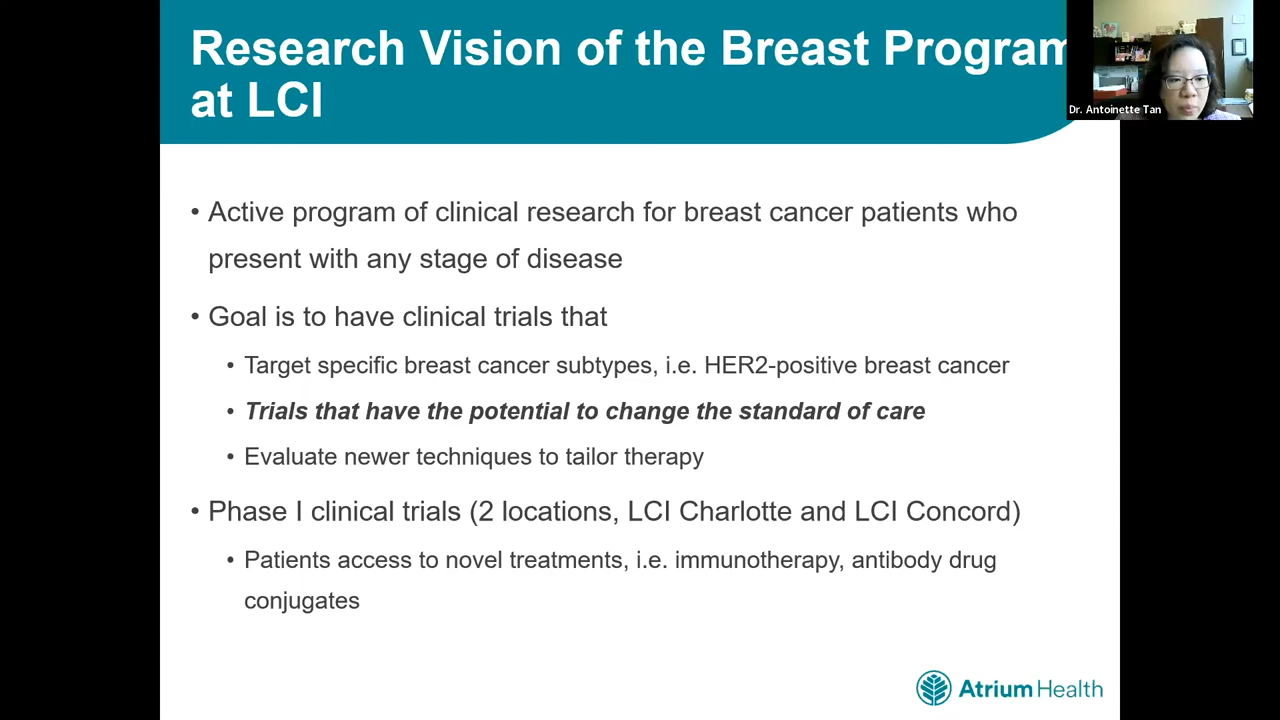 Research Vision of the Breast Program
at LCI
Dr. Antoinette Tan
• Active program of clinical research for breast cancer patients who
present with any stage of disease
• Goal is to have clinical trials that
• Target specific breast cancer subtypes, i.e. HER2-positive breast cancer
• Trials that have the potential to change the standard of care
• Evaluate newer techniques to tailor therapy
• Phase I clinical trials (2 locations, LCI Charlotte and LCI Concord)
• Patients access to novel treatments, i.e. immunotherapy, antibody drug
conjugates
Atrium Health